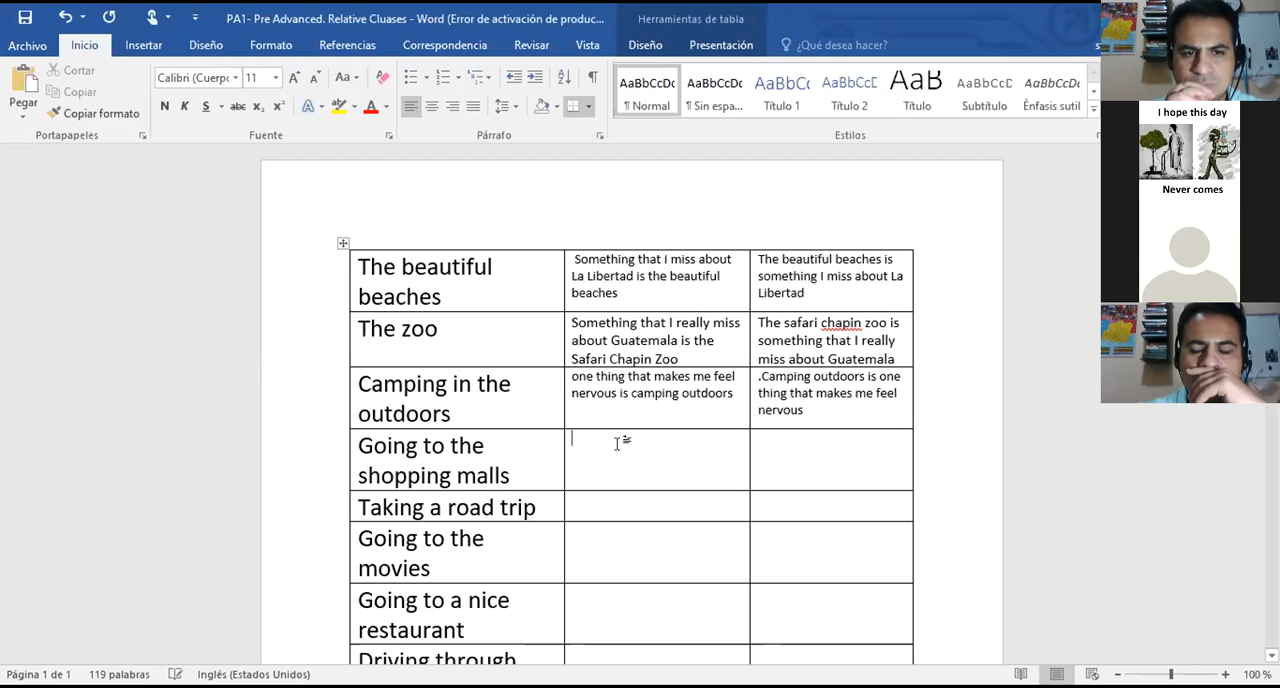 PA1- Pre Advanced. Relative Cluases - Word (Error de activación de produc...
Herramientas de tabla
Archivo Inicio Insertar Diseño Formato Referencias Correspondencia Revisar Vista Diseño Presentación ¿Qué desea hacer?
Pegar
Cortar
Copiar
Copiar formato
Portapapeles
Calibri (Cuerpo 11
N K S abc x₂ x²
Fuente
Párrafo
AaBbCcDc AaBbCcDc AaBbCc AaBbCcD AaB AaBbCcD AaBbCcDc
¶ Normal ¶ Sin espa... Título 1 Título 2 Título Subtítulo Énfasis sutil
Estilos
I hope this day
Never comes
The beautiful
beaches
Something that I miss about
La Libertad is the beautiful
beaches
The beautiful beaches is
something I miss about La
Libertad
The zoo
Something that I really miss
about Guatemala is the
Safari Chapin Zoo
The safari chapin zoo is
something that I really
miss about Guatemala
Camping in the
outdoors
one thing that makes me feel
nervous is camping outdoors
.Camping outdoors is one
thing that makes me feel
nervous
Going to the
shopping malls
Taking a road trip
Going to the
movies
Going to a nice
restaurant
Driving through
Página 1 de 1 119 palabras Inglés (Estados Unidos) 100 %